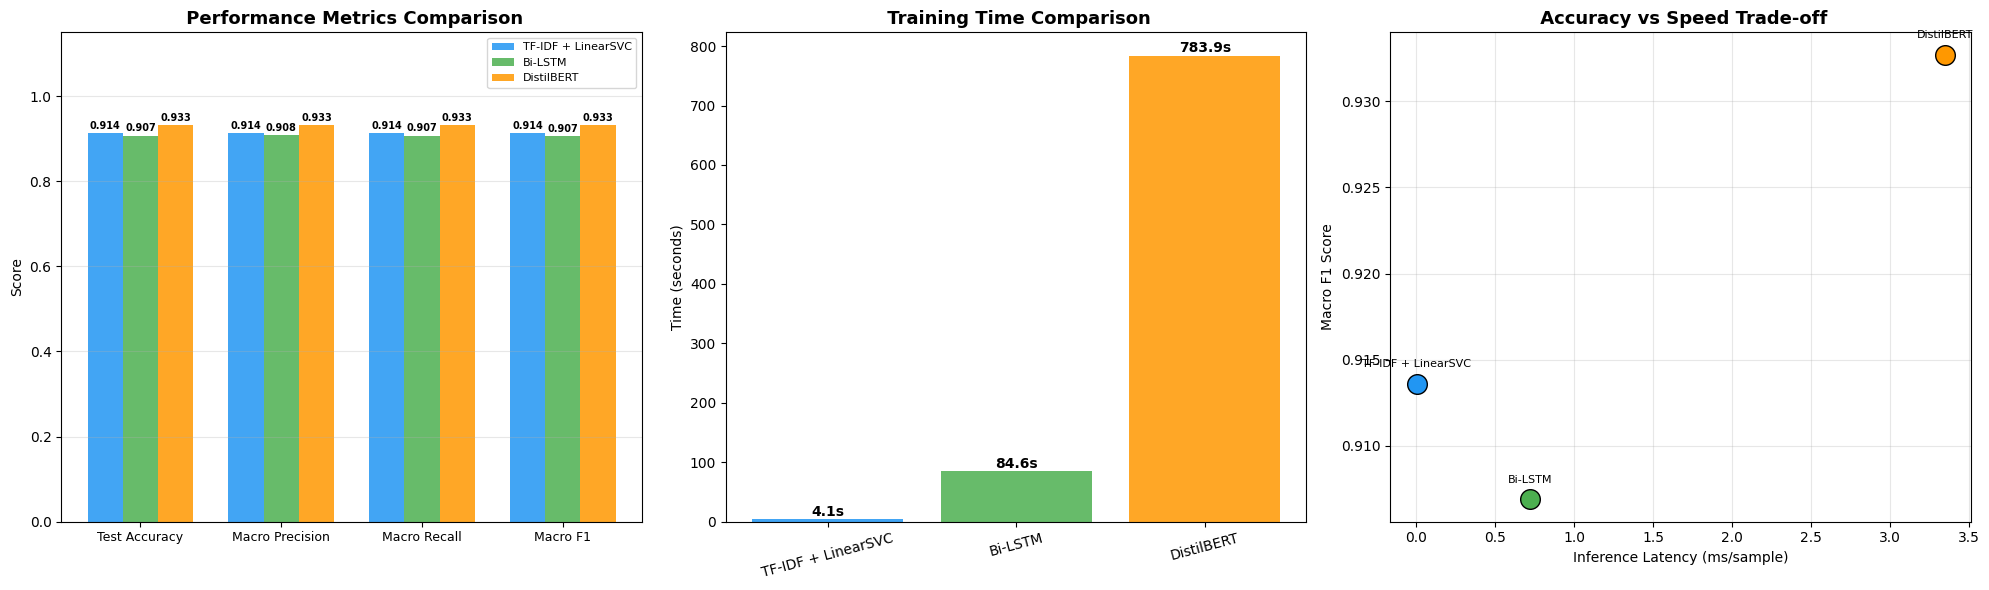 Performance Metrics Comparison
TF-IDF + LinearSVC
Bi-LSTM
DistilBERT
Score
1.0
0.8
0.6
0.4
0.2
0.0
0.914 0.907 0.933
0.914 0.908 0.933
0.914 0.907 0.933
0.914 0.907 0.933
Test Accuracy Macro Precision Macro Recall Macro F1
Training Time Comparison
Time (seconds)
800
700
600
500
400
300
200
100
0
4.1s
84.6s
783.9s
TF-IDF + LinearSVC Bi-LSTM DistilBERT
Accuracy vs Speed Trade-off
Macro F1 Score
0.930
0.925
0.920
0.915
0.910
DistilBERT
TF-IDF + LinearSVC
Bi-LSTM
0.0 0.5 1.0 1.5 2.0 2.5 3.0 3.5
Inference Latency (ms/sample)